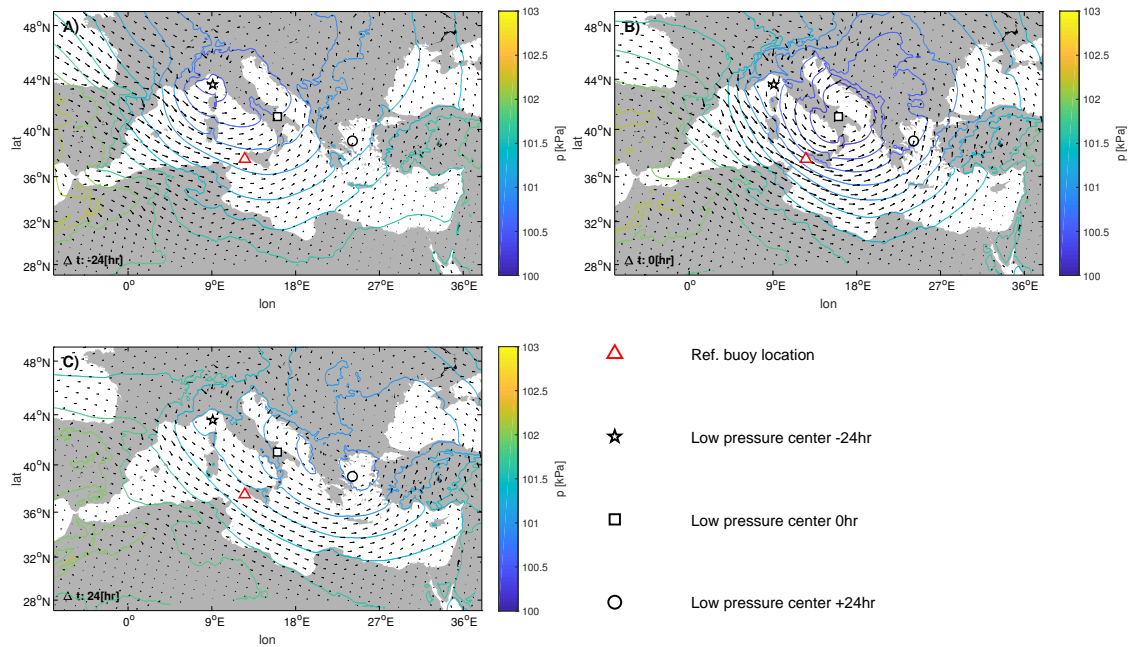 A)
48°N
44°N
40°N
36°N
32°N
28°N
lat
Δ t: -24[hr]
0°
9°E
18°E
27°E
36°E
lon
103
102.5
102
101.5
101
100.5
100
p [kPa]
B)
48°N
44°N
40°N
36°N
32°N
28°N
lat
Δ t: 0[hr]
0°
9°E
18°E
27°E
36°E
lon
103
102.5
102
101.5
101
100.5
100
p [kPa]
C)
48°N
44°N
40°N
36°N
32°N
28°N
lat
Δ t: 24[hr]
0°
9°E
18°E
27°E
36°E
lon
103
102.5
102
101.5
101
100.5
100
p [kPa]
Ref. buoy location
Low pressure center -24hr
Low pressure center 0hr
Low pressure center +24hr